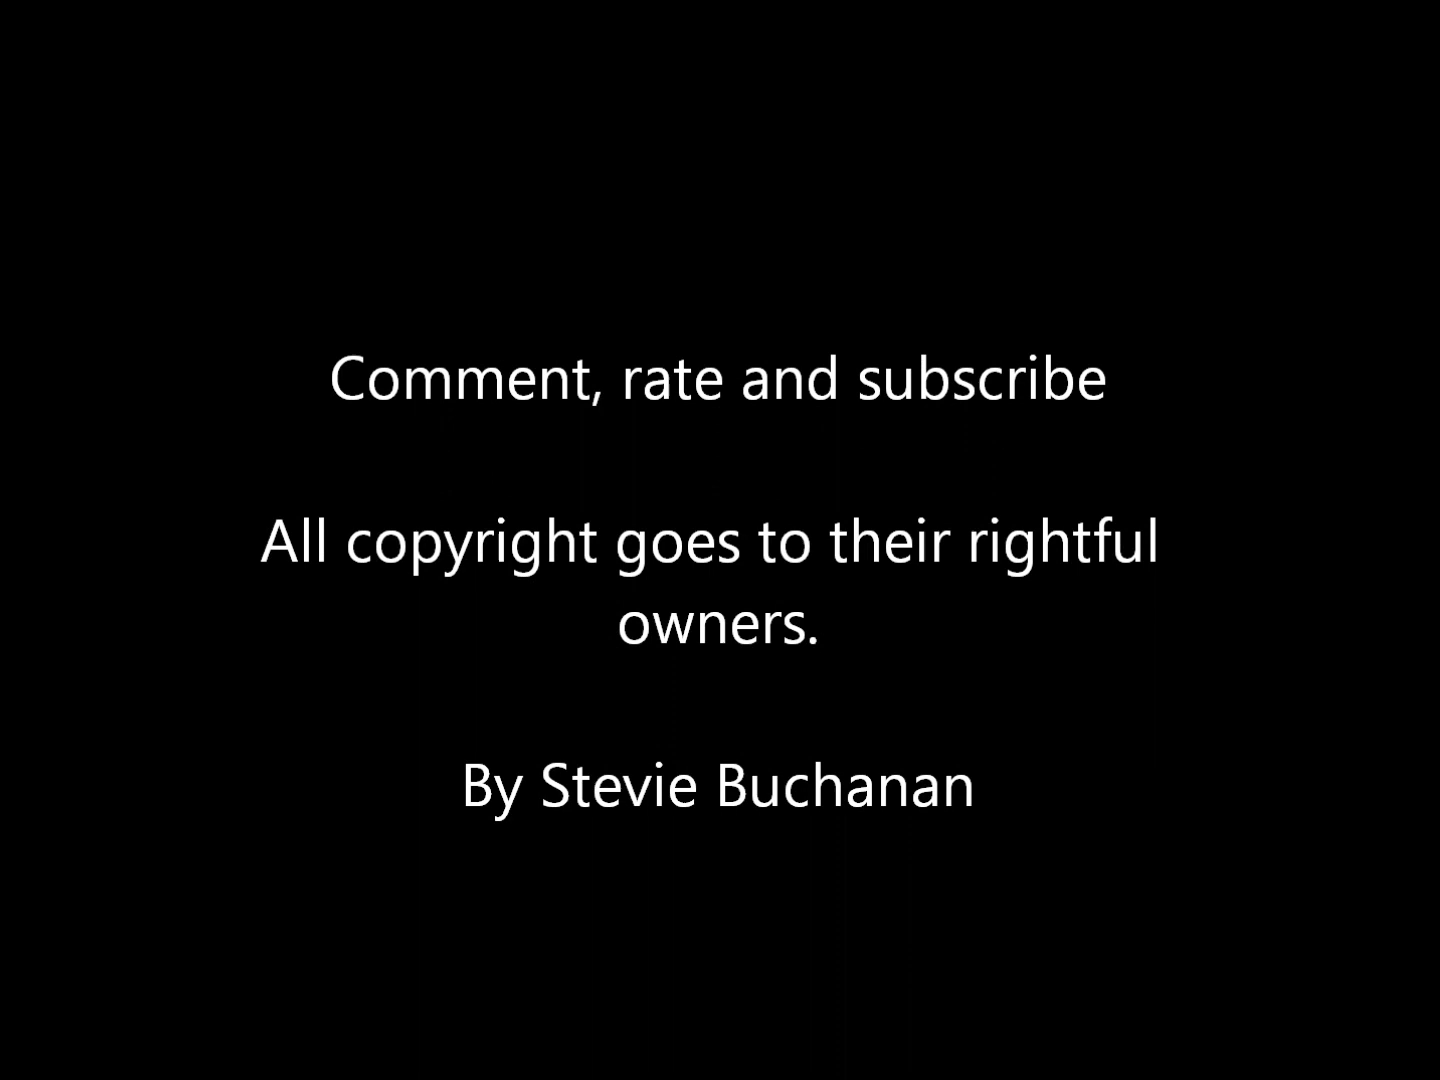 Comment, rate and subscribe
All copyright goes to their rightful
owners.
By Stevie Buchanan